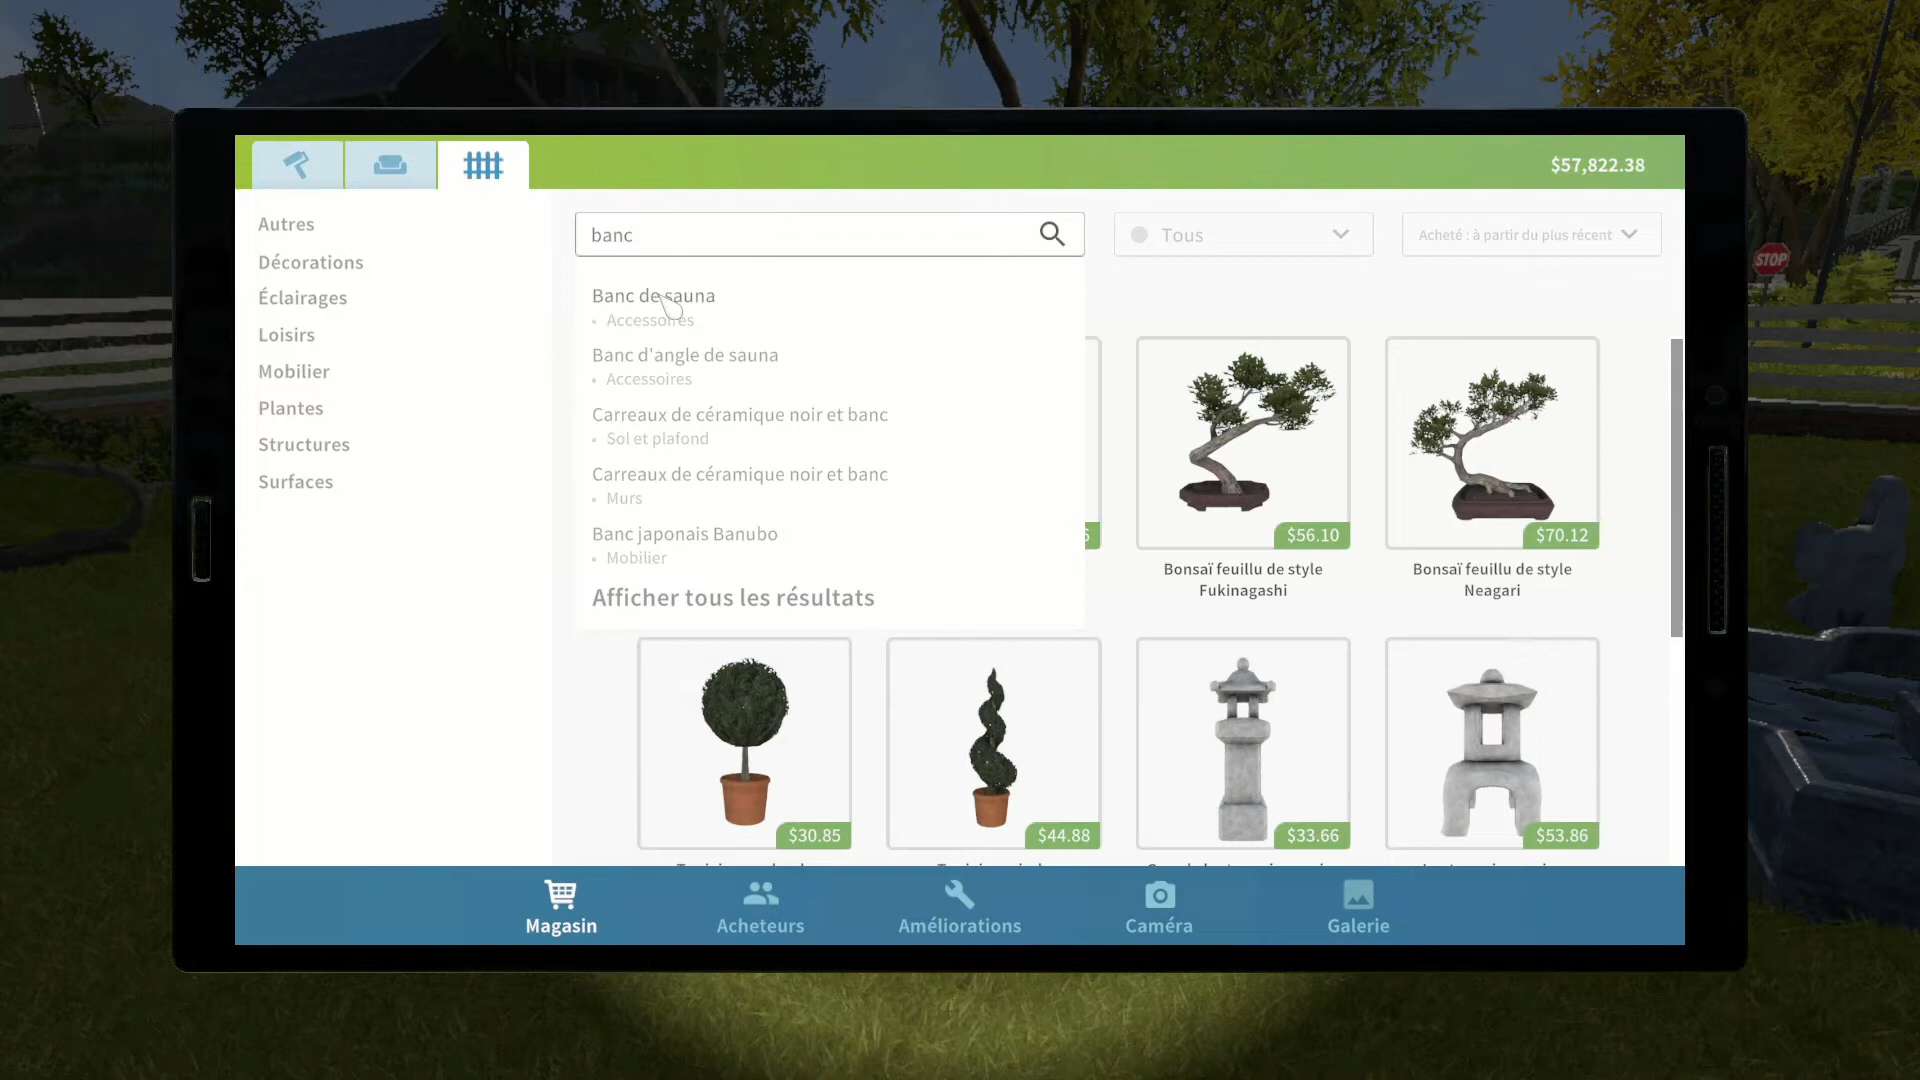 $57,822.38
Autres
Décorations
Éclairages
Loisirs
Mobilier
Plantes
Structures
Surfaces
banc
Tous
Acheté : à partir du plus récent
Banc de sauna
• Accessoires
Banc d'angle de sauna
• Accessoires
Carreaux de céramique noir et banc
• Sol et plafond
Carreaux de céramique noir et banc
• Murs
Banc japonais Banubo
• Mobilier
Afficher tous les résultats
$56.10
$70.12
Bonsaï feuillu de style
Fukinagashi
Bonsaï feuillu de style
Neagari
$30.85
$44.88
$33.66
$53.86
Magasin
Acheteurs
Améliorations
Caméra
Galerie
STOP